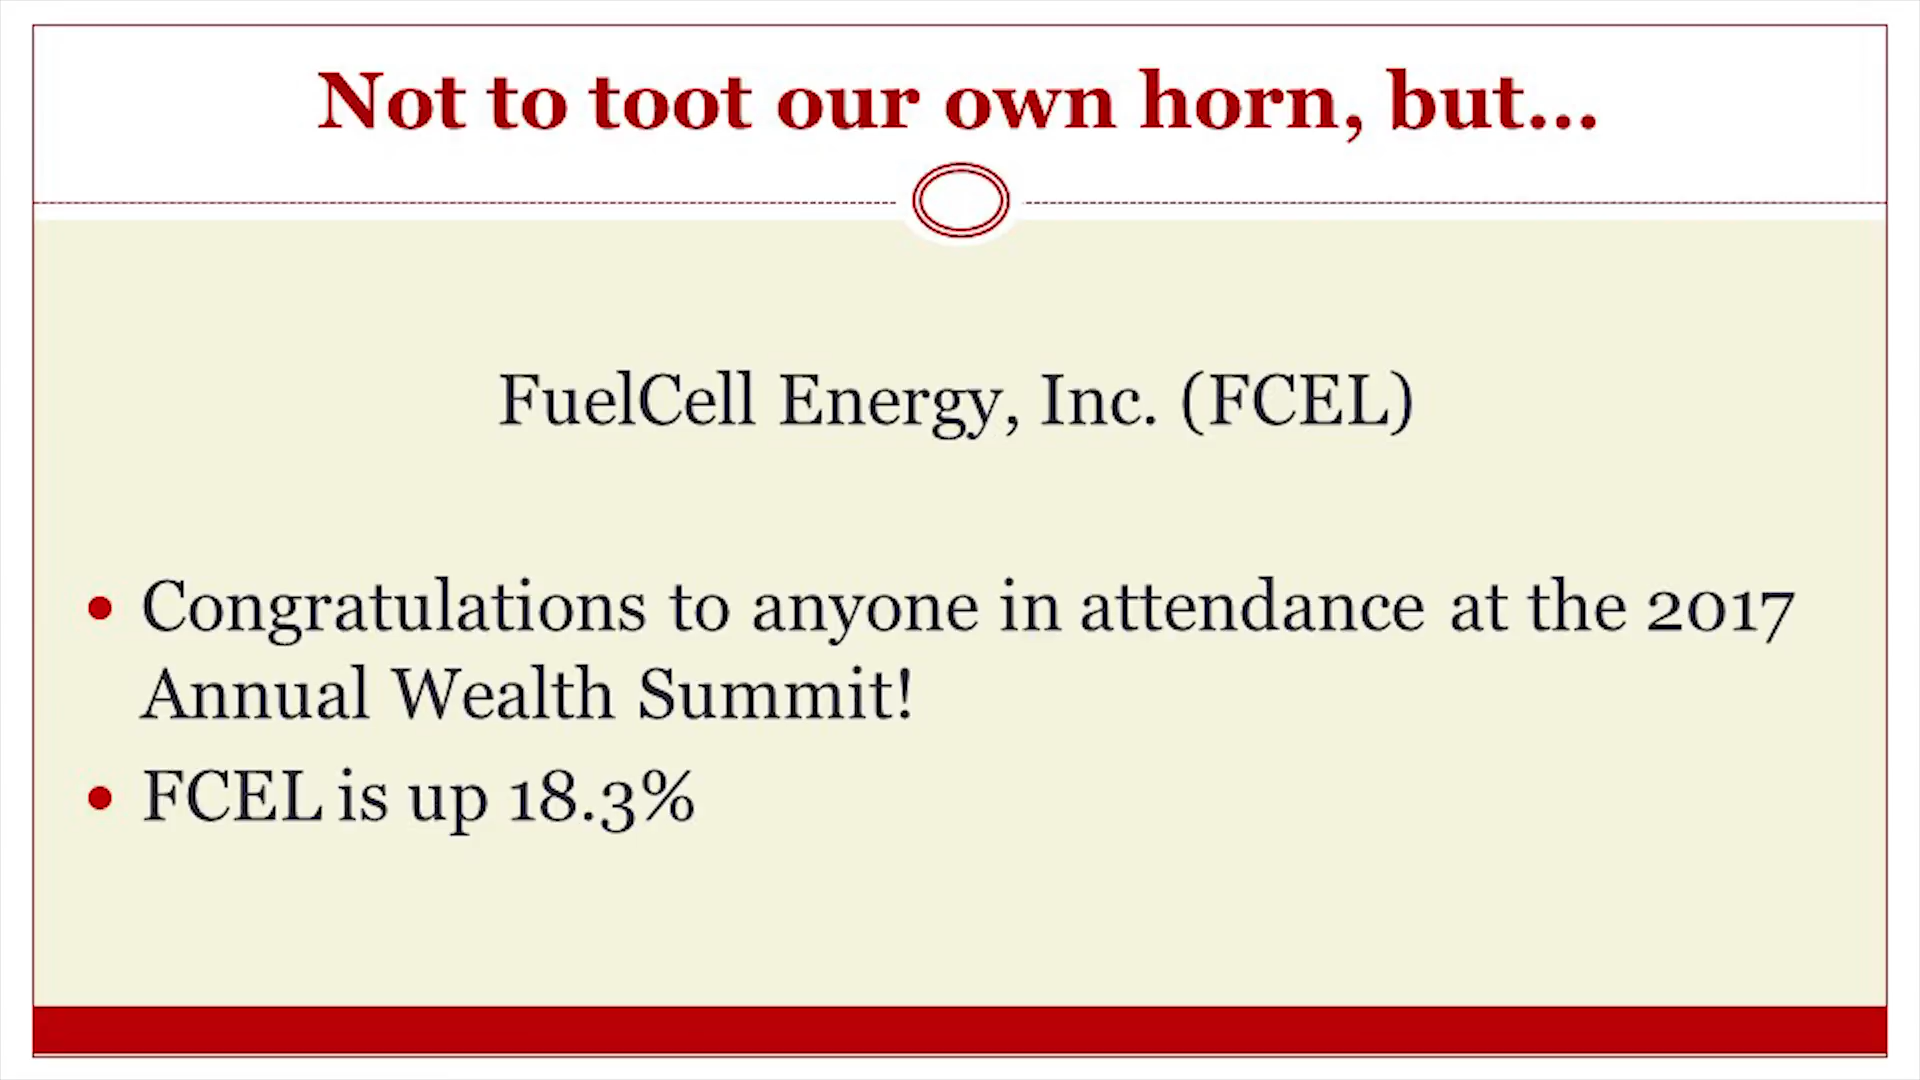 Not to toot our own horn, but...
FuelCell Energy, Inc. (FCEL)
• Congratulations to anyone in attendance at the 2017
Annual Wealth Summit!
• FCEL is up 18.3%